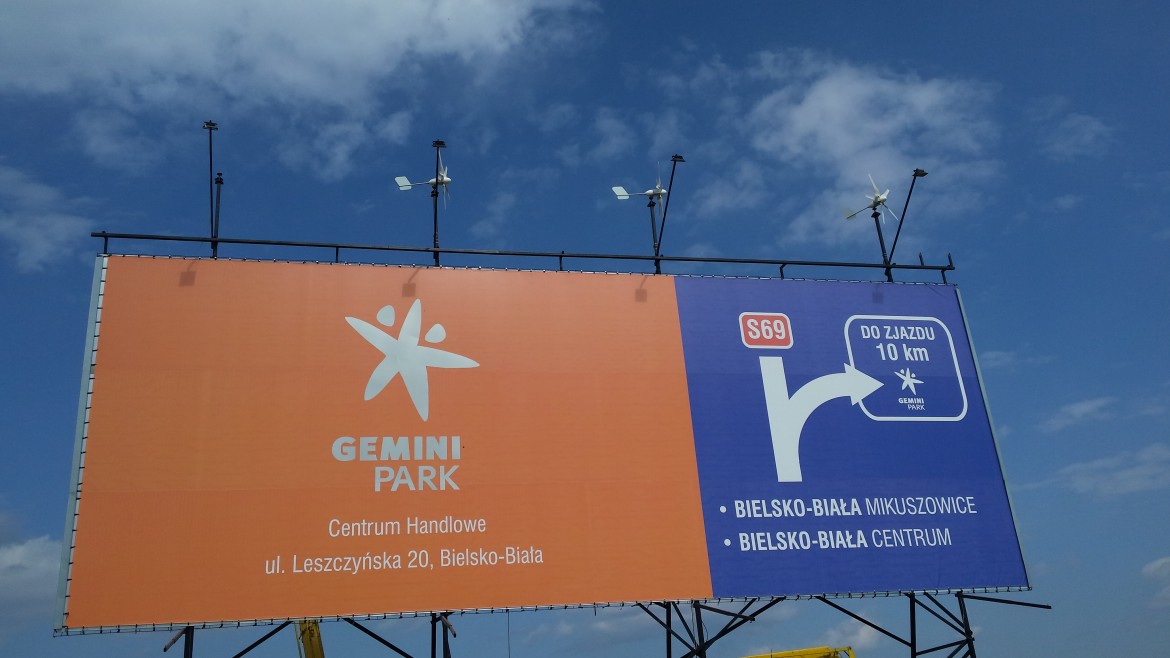 GEMINI
PARK
Centrum Handlowe
ul. Leszczyńska 20, Bielsko-Biała
S69
DO ZJAZDU
10 km
GEMINI
PARK
• BIELSKO-BIAŁA MIKUSZOWICE
• BIELSKO-BIAŁA CENTRUM